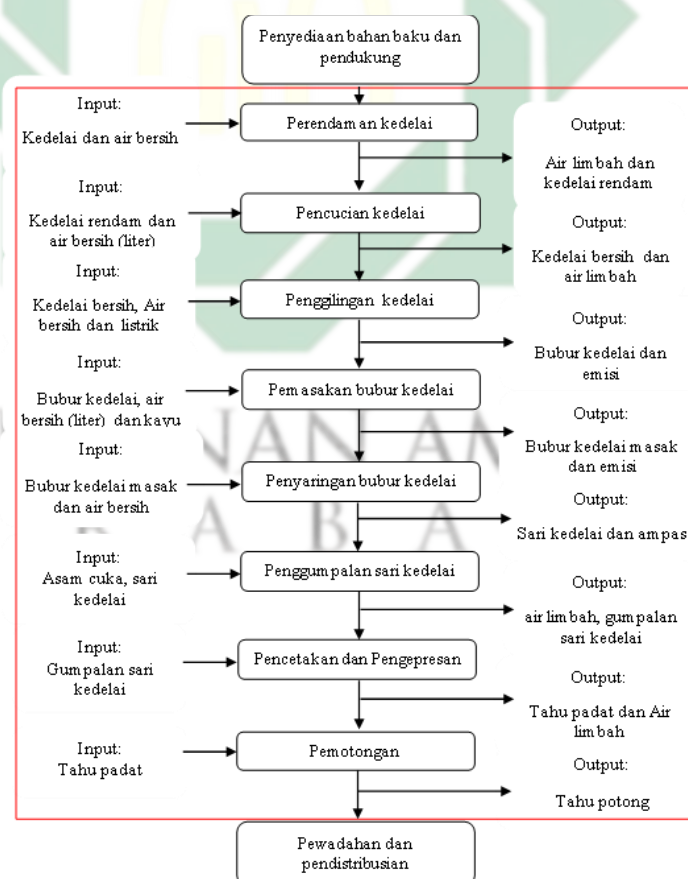 Penyediaan bahan baku dan
pendukung
Input:
Kedelai dan air bersih
Perendaman kedelai
Output:
Air limbah dan
kedelai rendam
Input:
Kedelai rendam dan
air bersih (liter)
Pencucian kedelai
Output:
Kedelai bersih dan
air limbah
Input:
Kedelai bersih, Air
bersih dan listrik
Penggilingan kedelai
Output:
Bubur kedelai dan
emisi
Input:
Bubur kedelai, air
bersih (liter) dan kayu
Pemasakan bubur kedelai
Output:
Bubur kedelai masak
dan emisi
Input:
Bubur kedelai masak
dan air bersih
Penyaringan bubur kedelai
Output:
Sari kedelai dan ampas
Input:
Asam cuka, sari
kedelai
Penggumpalan sari kedelai
Output:
air limbah, gumpalan
sari kedelai
Input:
Gumpalan sari
kedelai
Pencetakan dan Pengepresan
Output:
Tahu padat dan Air
limbah
Input:
Tahu padat
Pemotongan
Output:
Tahu potong
Pewadahan dan
pendistribusian